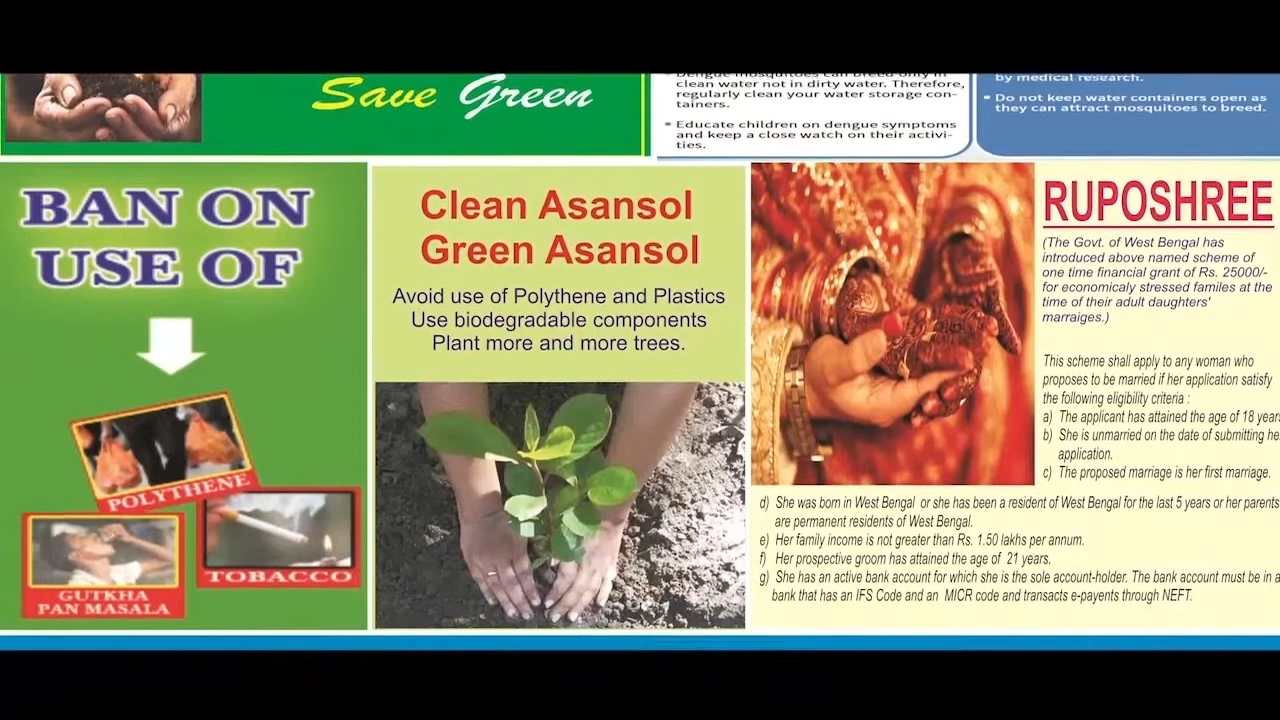 Save Green
Dengue mosquitoes can breed only in
clean water not in dirty water. Therefore,
regularly clean your water storage con-
tainers.
Educate children on dengue symptoms
and keep a close watch on their activi-
ties.
by medical research.
Do not keep water containers open as
they can attract mosquitoes to breed.
BAN ON
USE OF
POLYTHENE
TOBACCO
GUTKHA
PAN MASALA
Clean Asansol
Green Asansol
Avoid use of Polythene and Plastics
Use biodegradable components
Plant more and more trees.
RUPOSHREE
(The Govt. of West Bengal has
introduced above named scheme of
one time financial grant of Rs. 25000/-
for economicaly stressed familes at the
time of their adult daughters'
marraiges.)
This scheme shall apply to any woman who
proposes to be married if her application satisfy
the following eligibility criteria :
a) The applicant has attained the age of 18 year
b) She is unmarried on the date of submitting he
application.
c) The proposed marriage is her first marriage.
d) She was born in West Bengal or she has been a resident of West Bengal for the last 5 years or her parents
are permanent residents of West Bengal.
e) Her family income is not greater than Rs. 1.50 lakhs per annum.
f) Her prospective groom has attained the age of 21 years.
g) She has an active bank account for which she is the sole account-holder. The bank account must be in a
bank that has an IFS Code and an MICR code and transacts e-payents through NEFT.